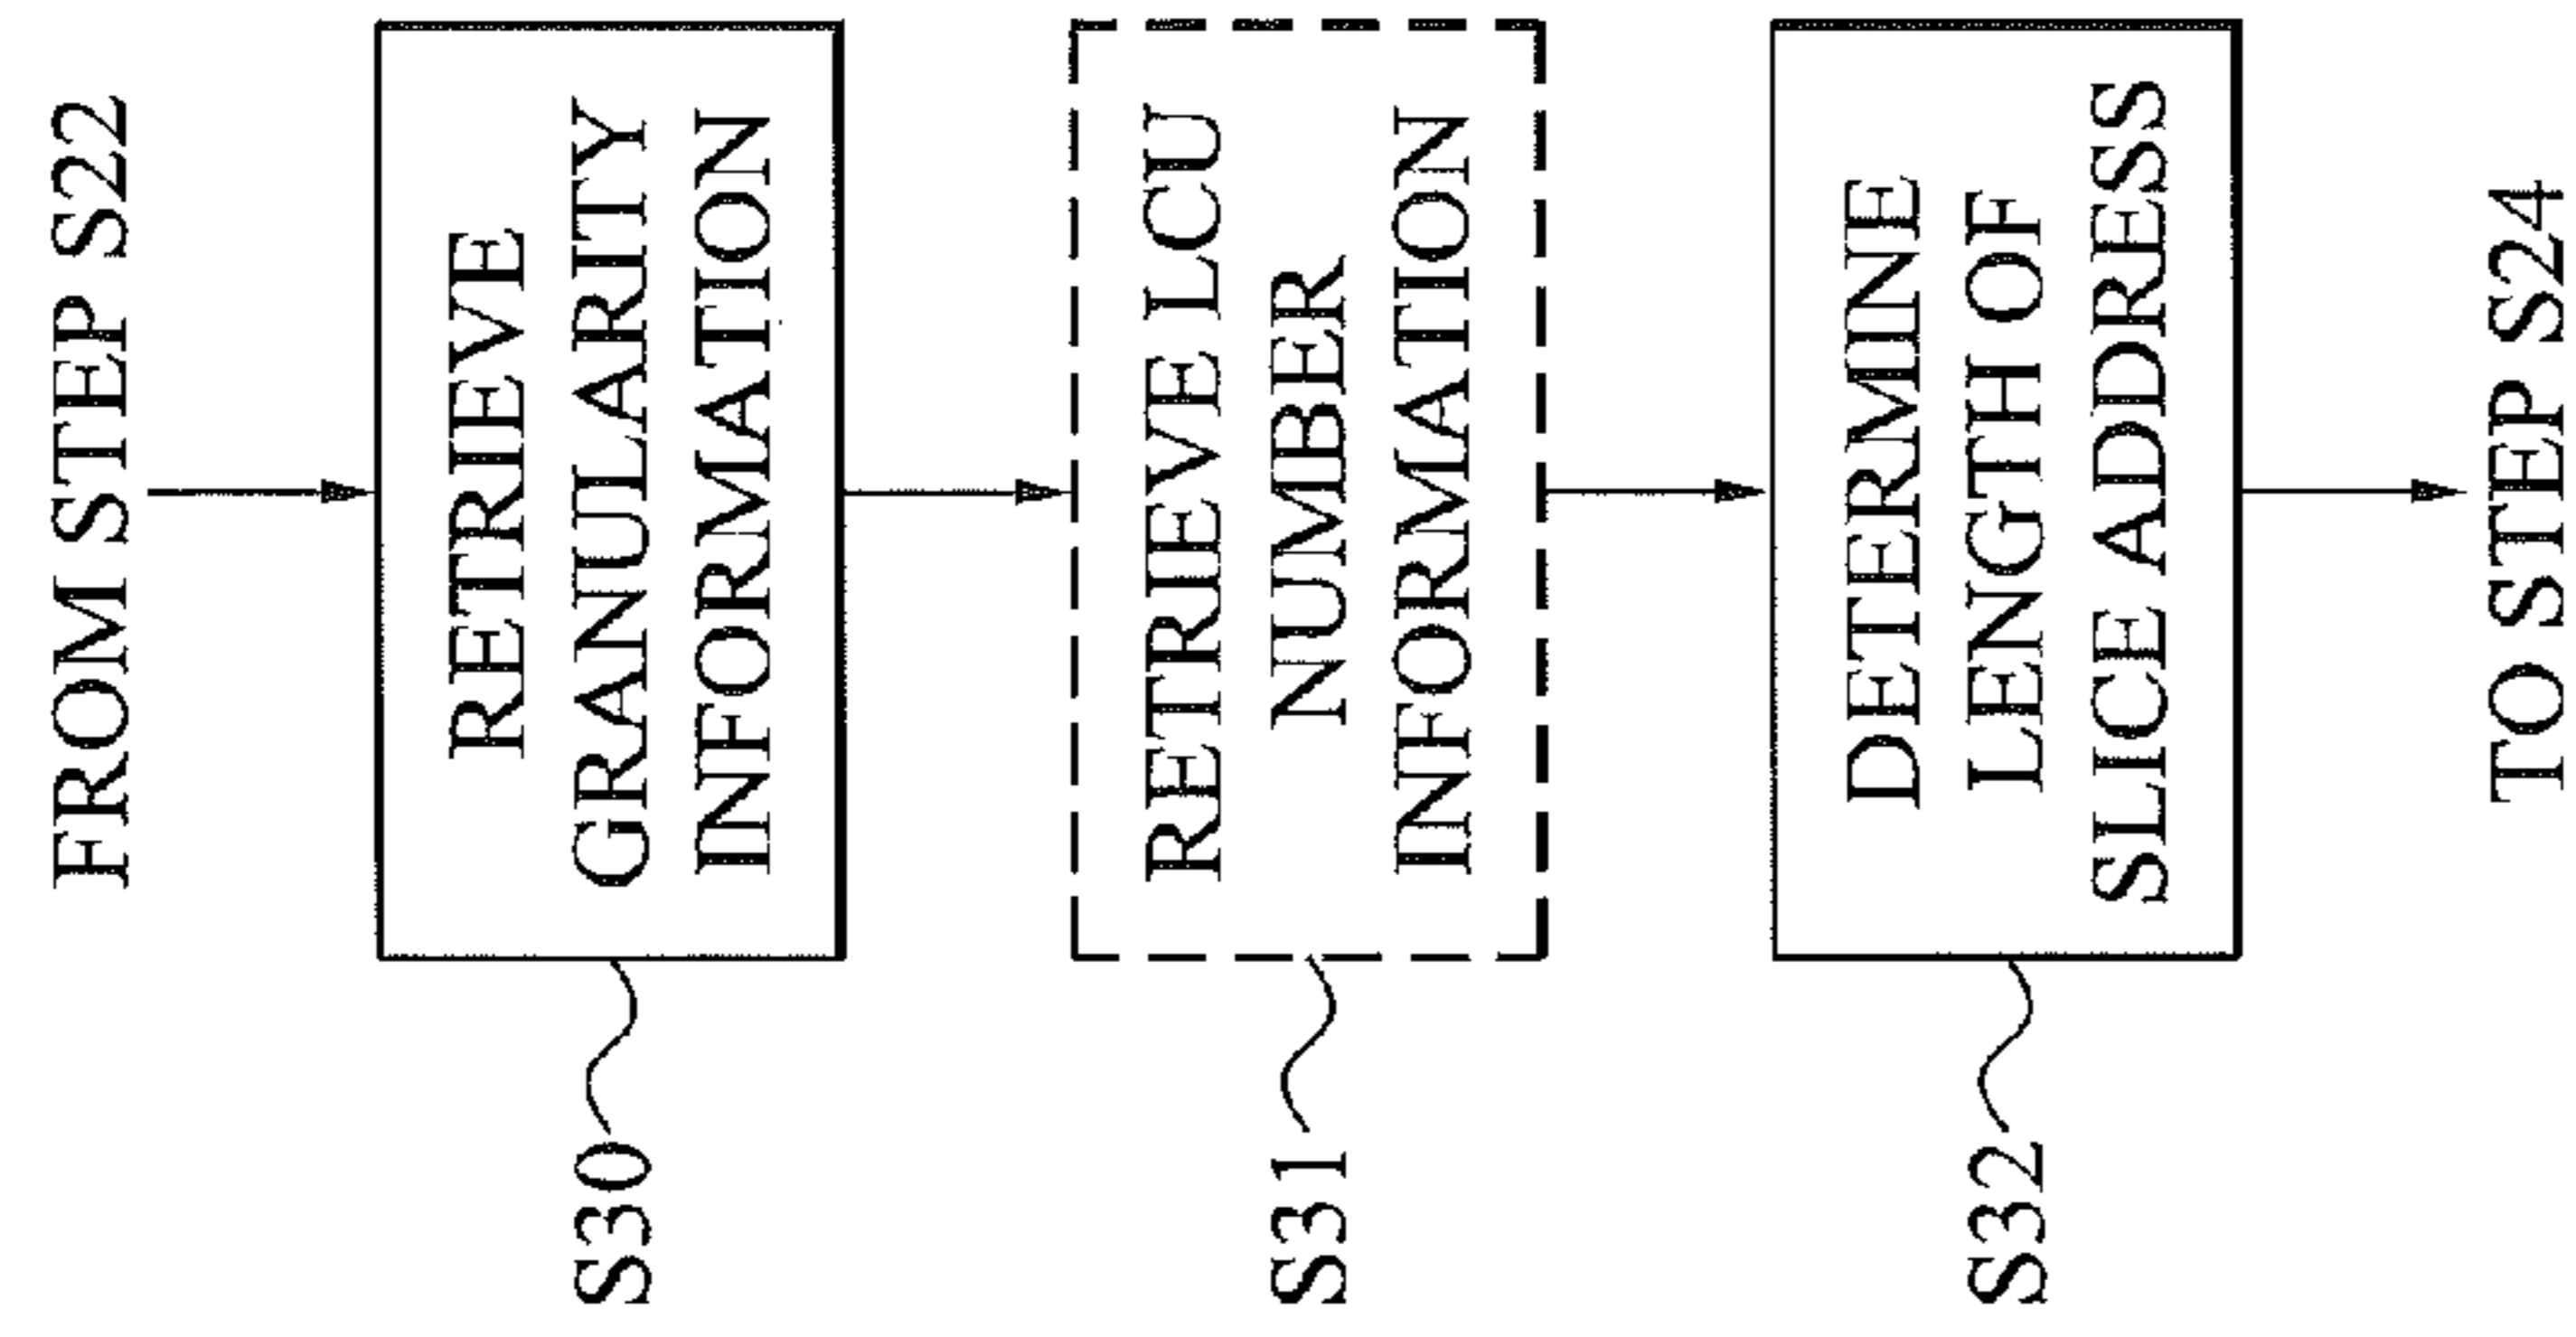 FROM STEP S22
RETRIEVE
GRANULARITY
INFORMATION
S30
RETRIEVE LCU
NUMBER
INFORMATION
S31
DETERMINE
LENGTH OF
SLICE ADDRESS
S32
TO STEP S24